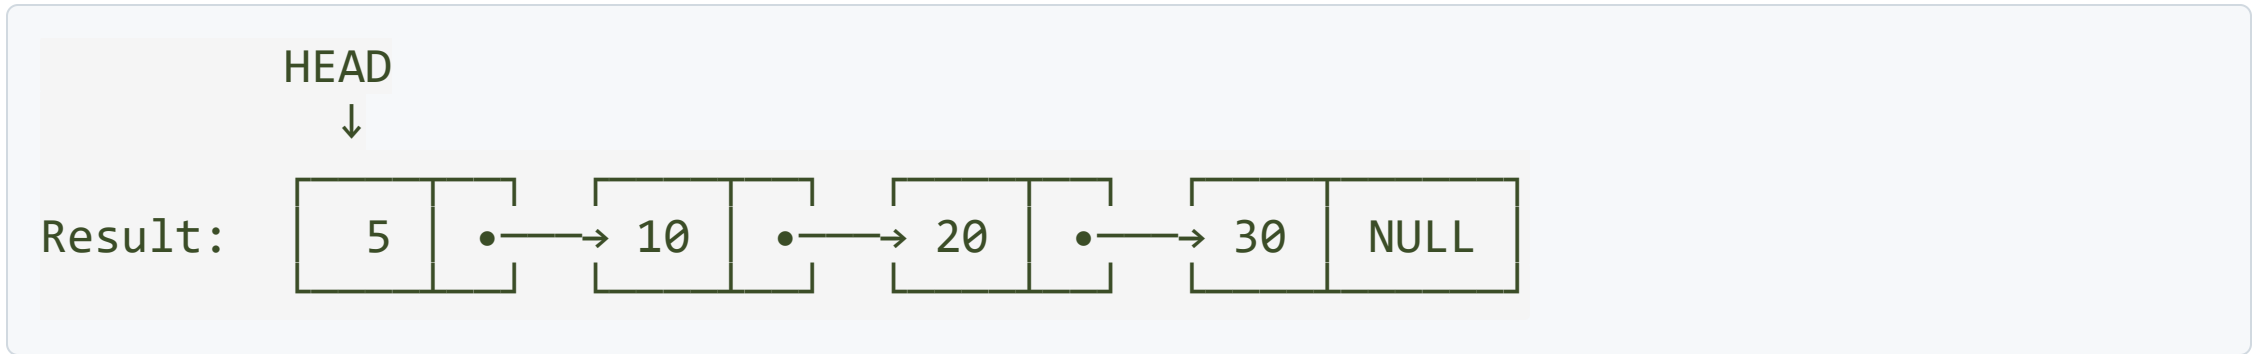 HEAD
↓
Result: 5 •──→ 10 •──→ 20 •──→ 30 NULL